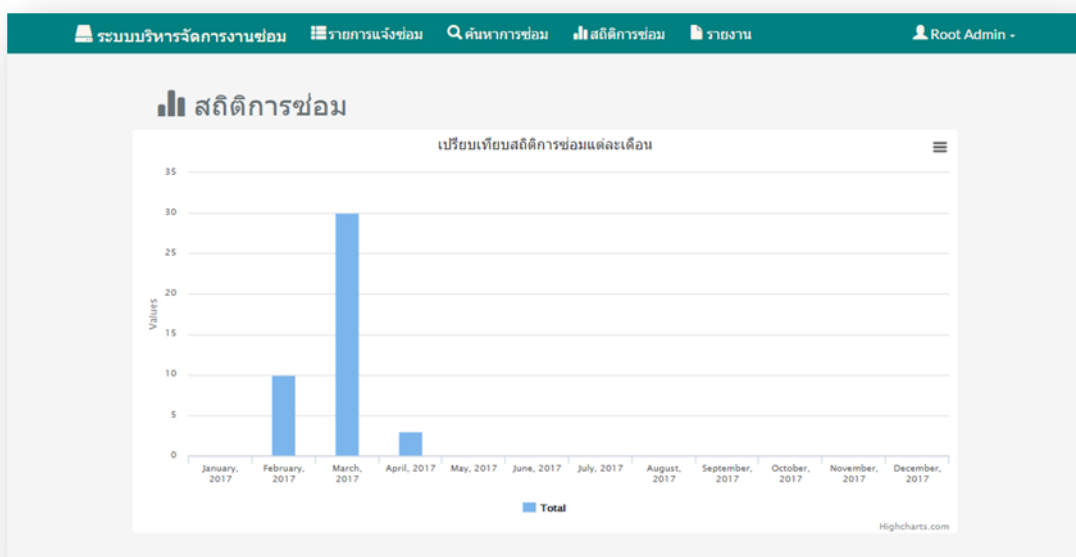 ระบบบริหารจัดการงานซ่อม รายการแจ้งซ่อม ค้นหาการซ่อม สถิติการซ่อม รายงาน Root Admin
สถิติการซ่อม
เปรียบเทียบสถิติการซ่อมแต่ละเดือน
35
30
25
20
15
10
5
0
Values
January, 2017
February, 2017
March, 2017
April, 2017
May, 2017
June, 2017
July, 2017
August, 2017
September, 2017
October, 2017
November, 2017
December, 2017
Total
Highcharts.com